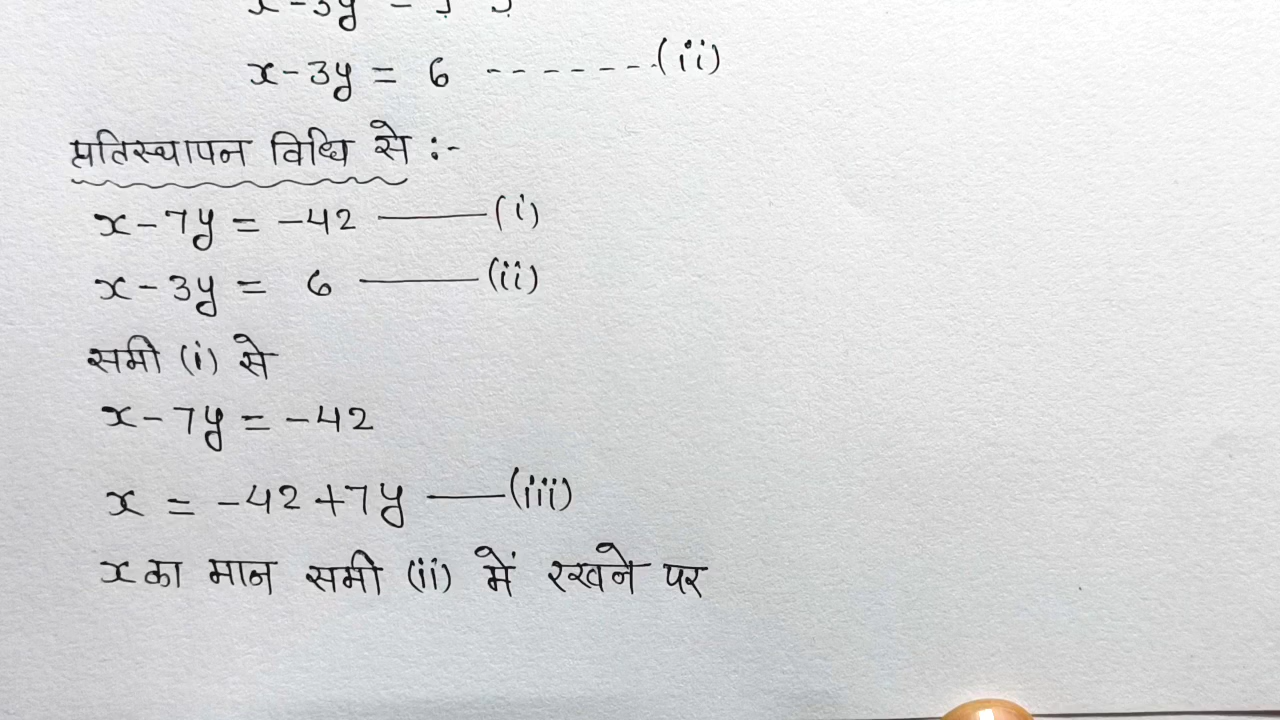 x-3y = 6 -------(ii)
प्रतिस्थापन विधि से :-
x-7y = -42 ——(i)
x-3y = 6 ——(ii)
समी (i) से
x-7y = -42
x = -42+7y ——(iii)
x का मान समी (ii) में रखने पर